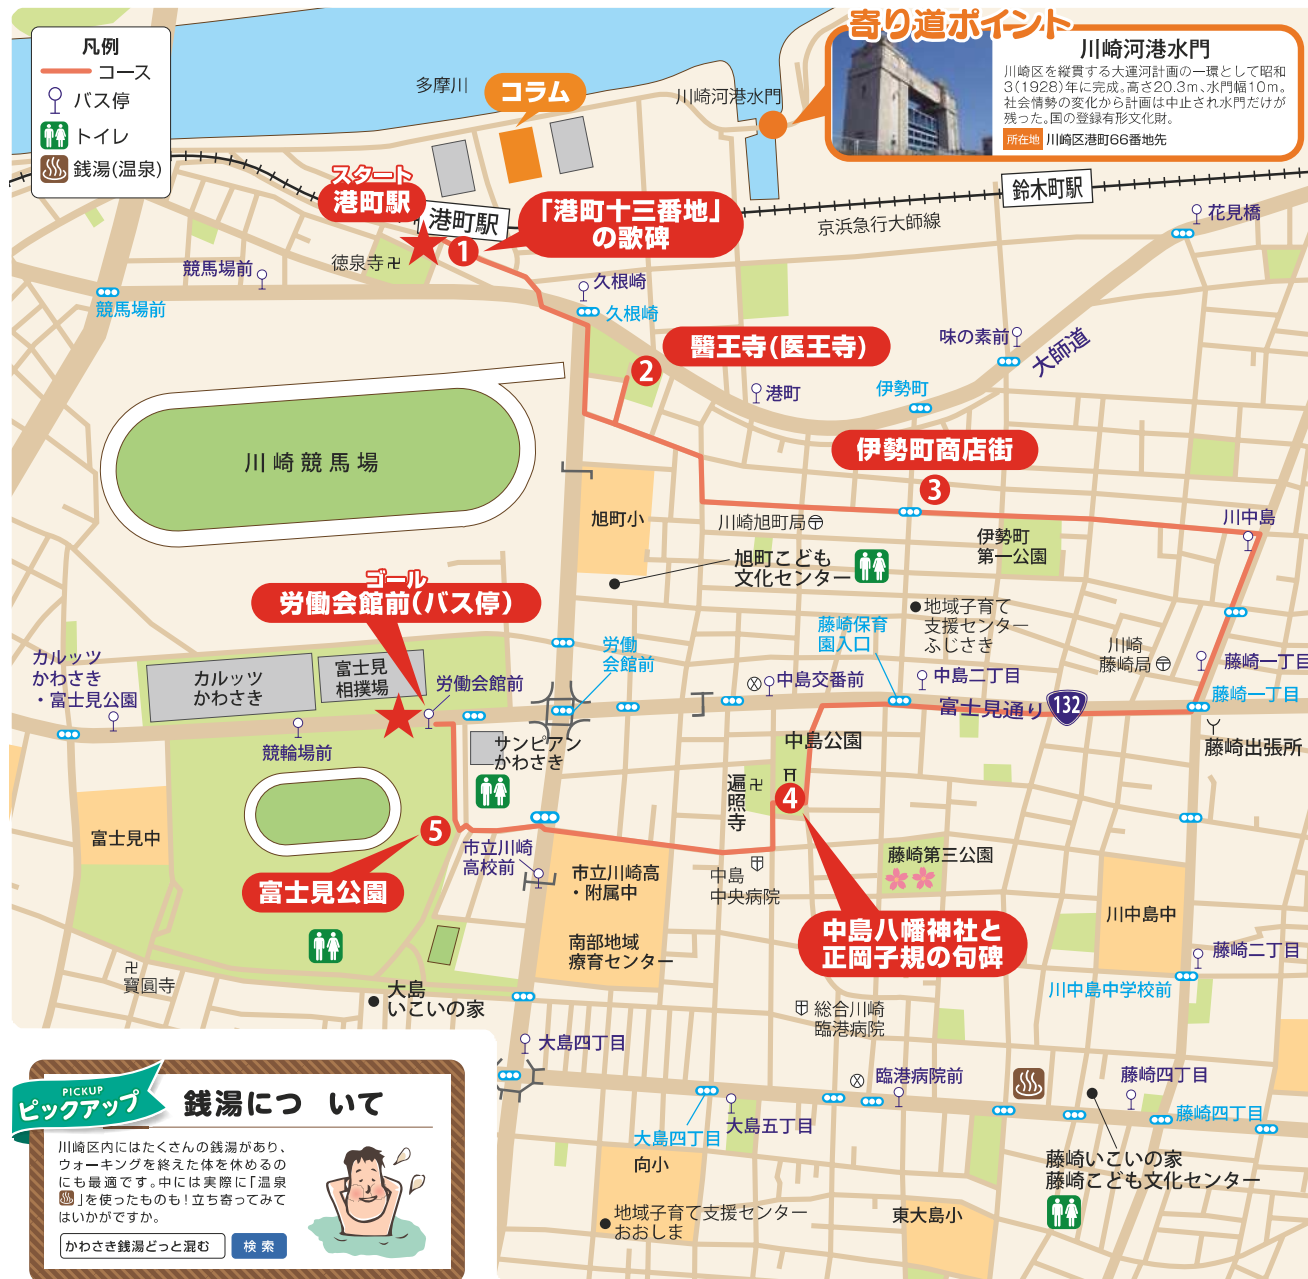 凡例
コース
バス停
トイレ
銭湯(温泉)
多摩川
コラム
川崎河港水門
寄り道ポイント
川崎河港水門
川崎区を縦貫する大運河計画の一環として昭和
3(1928)年に完成。高さ20.3m、水門幅10m。
社会情勢の変化から計画は中止され水門だけが
残った。国の登録有形文化財。
所在地 川崎区港町66番地先
スタート
港町駅
港町駅
1
「港町十三番地」
の歌碑
鈴木町駅
京浜急行大師線
花見橋
徳泉寺
競馬場前
競馬場前
久根崎
久根崎
味の素前
大師道
2
醫王寺(医王寺)
港町
伊勢町
川崎競馬場
伊勢町商店街
3
旭町小
川崎旭町局
伊勢町
第一公園
川中島
旭町こども
文化センター
ゴール
労働会館前(バス停)
地域子育て
支援センター
ふじさき
藤崎保育
園入口
川崎
藤崎局
藤崎一丁目
藤崎一丁目
カルッツ
かわさき
・富士見公園
カルッツ
かわさき
富士見
相撲場
労働会館前
労働
会館前
中島交番前
中島二丁目
富士見通り
132
藤崎出張所
競輪場前
サンピアン
かわさき
中島公園
遍照寺
4
富士見中
5
市立川崎
高校前
富士見公園
市立川崎高
・附属中
中島
中央病院
藤崎第三公園
川中島中
中島八幡神社と
正岡子規の句碑
南部地域
療育センター
藤崎二丁目
川中島中学校前
寶圓寺
大島
いこいの家
総合川崎
臨港病院
大島四丁目
臨港病院前
藤崎四丁目
藤崎四丁目
大島四丁目
大島五丁目
向小
藤崎いこいの家
藤崎こども文化センター
地域子育て支援センター
おおしま
東大島小
PICKUP
ピックアップ
銭湯につ いて
川崎区内にはたくさんの銭湯があり、
ウォーキングを終えた体を休めるの
にも最適です。中には実際に「温泉
」を使ったものも！立ち寄ってみて
はいかがですか。
かわさき銭湯どっと混む 検索